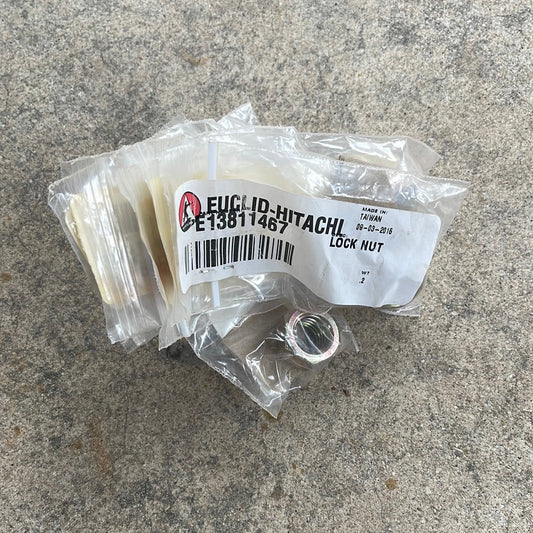 EUCLID-HITACHI
E13811467
MADE IN:
TAIWAN
09-03-2016
LOCK NUT
WT
.2